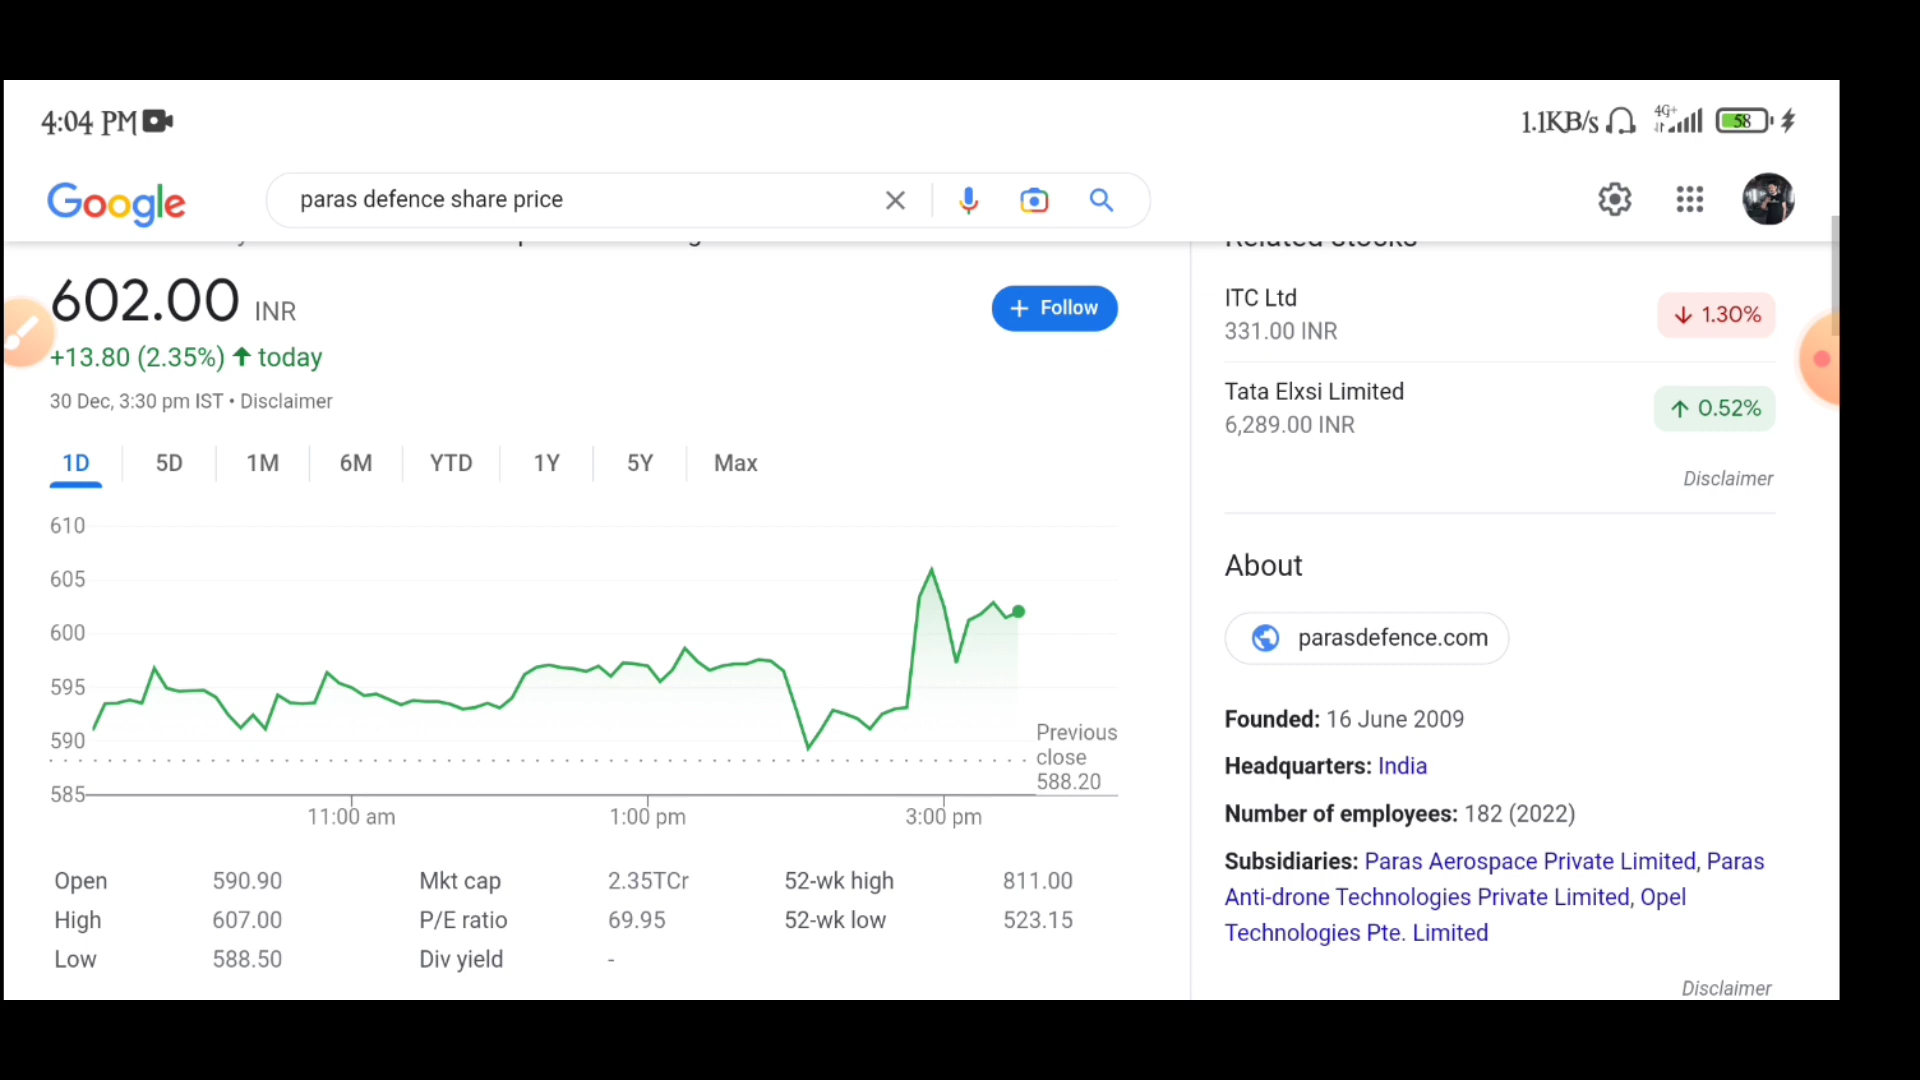 4:04 PM
1.1KB/s 4G+ 58
Google
paras defence share price
602.00 INR
+ Follow
+13.80 (2.35%) ↑ today
30 Dec, 3:30 pm IST • Disclaimer
1D 5D 1M 6M YTD 1Y 5Y Max
610
605
600
595
590
585
Previous
close
588.20
11:00 am 1:00 pm 3:00 pm
Open 590.90 Mkt cap 2.35TCr 52-wk high 811.00
High 607.00 P/E ratio 69.95 52-wk low 523.15
Low 588.50 Div yield -
Related stocks
ITC Ltd
331.00 INR
↓ 1.30%
Tata Elxsi Limited
6,289.00 INR
↑ 0.52%
Disclaimer
About
parasdefence.com
Founded: 16 June 2009
Headquarters: India
Number of employees: 182 (2022)
Subsidiaries: Paras Aerospace Private Limited, Paras
Anti-drone Technologies Private Limited, Opel
Technologies Pte. Limited
Disclaimer